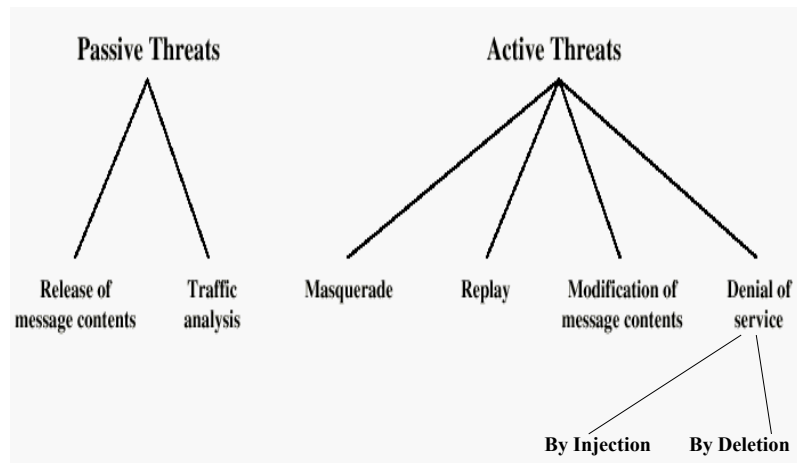 Passive Threats
Active Threats
Release of
message contents
Traffic
analysis
Masquerade
Replay
Modification of
message contents
Denial of
service
By Injection
By Deletion